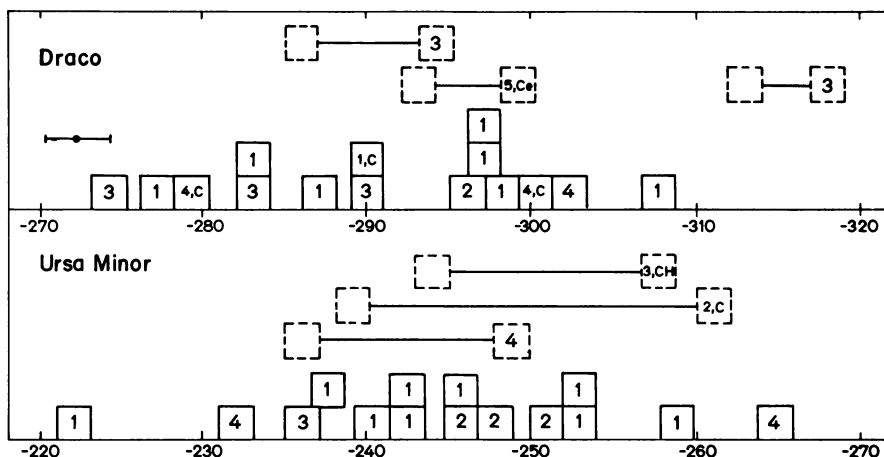 3
Draco
5,Ce 3
1
1 1,C 1
3 1 4,C 3 1 3 2 1 4,C 4 1
-270 -280 -290 -300 -310 -320
Ursa Minor
3,CH
2,C
4
1 1 1 1
1 4 3 1 1 2 2 2 1 1 4
-220 -230 -240 -250 -260 -270